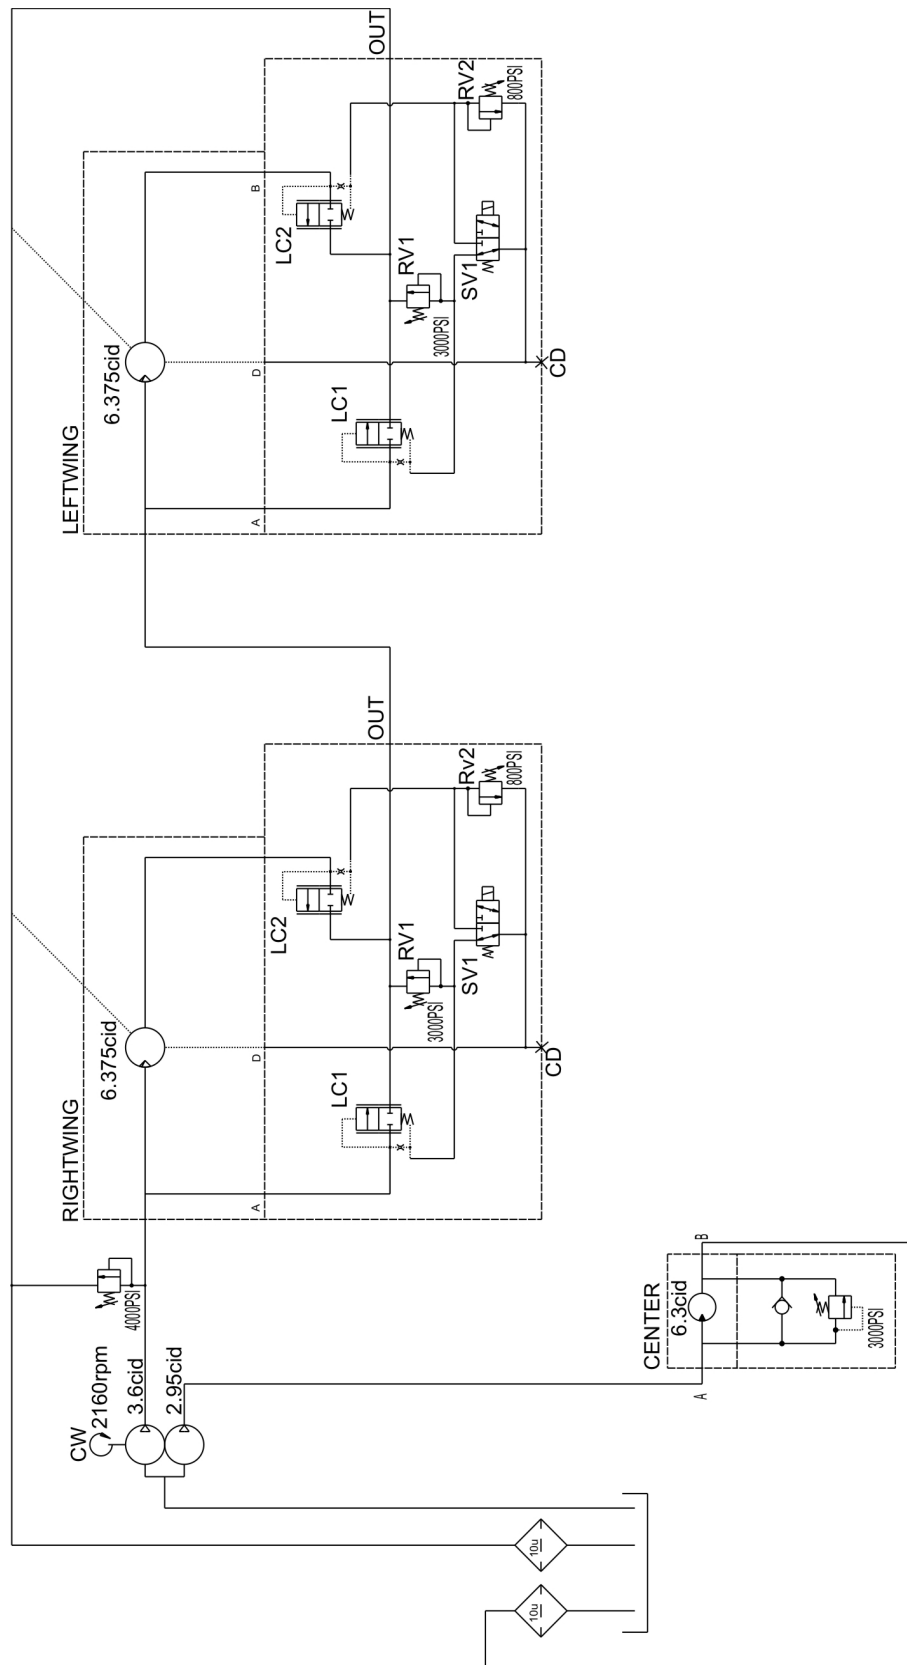 OUT
RV2
800PSI
B
LC2
RV1
3000PSI
SV1
6.375cid
D
CD
LC1
LEFTWING
A
OUT
Rv2
800PSI
LC2
RV1
3000PSI
SV1
6.375cid
D
CD
LC1
RIGHTWING
A
4000PSI
B
CENTER
6.3cid
3000PSI
A
CW
2160rpm
3.6cid
2.95cid
10u
10u